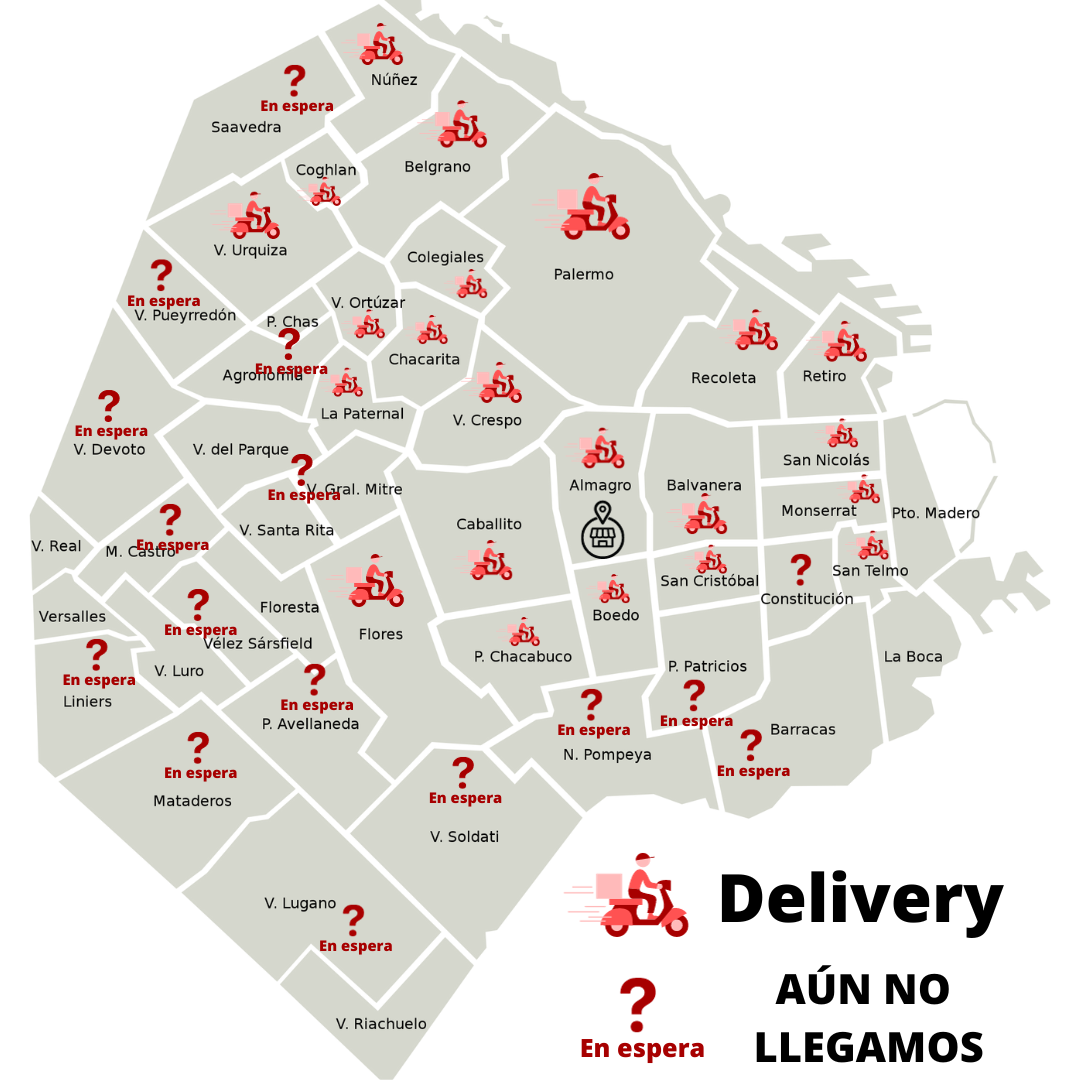 Núñez
?
En espera
Saavedra
Belgrano
Coghlan
V. Urquiza
Colegiales
Palermo
?
En espera
V. Pueyrredón
V. Ortúzar
P. Chas
?
En espera
Agronomía
Chacarita
Recoleta
Retiro
La Paternal
V. Crespo
?
En espera
V. Devoto
V. del Parque
San Nicolás
?
En espera
V. Gral. Mitre
Almagro
Balvanera
Monserrat
Pto. Madero
?
En espera
M. Castro
V. Real
V. Santa Rita
Caballito
San Telmo
San Cristóbal
?
Constitución
Versalles
?
En espera
Floresta
Boedo
Flores
Vélez Sársfield
?
En espera
Liniers
V. Luro
P. Chacabuco
P. Patricios
?
En espera
La Boca
?
En espera
P. Avellaneda
?
En espera
N. Pompeya
Barracas
?
En espera
?
En espera
Mataderos
?
En espera
V. Soldati
V. Lugano
?
En espera
V. Riachuelo
Delivery
?
En espera
AÚN NO
LLEGAMOS